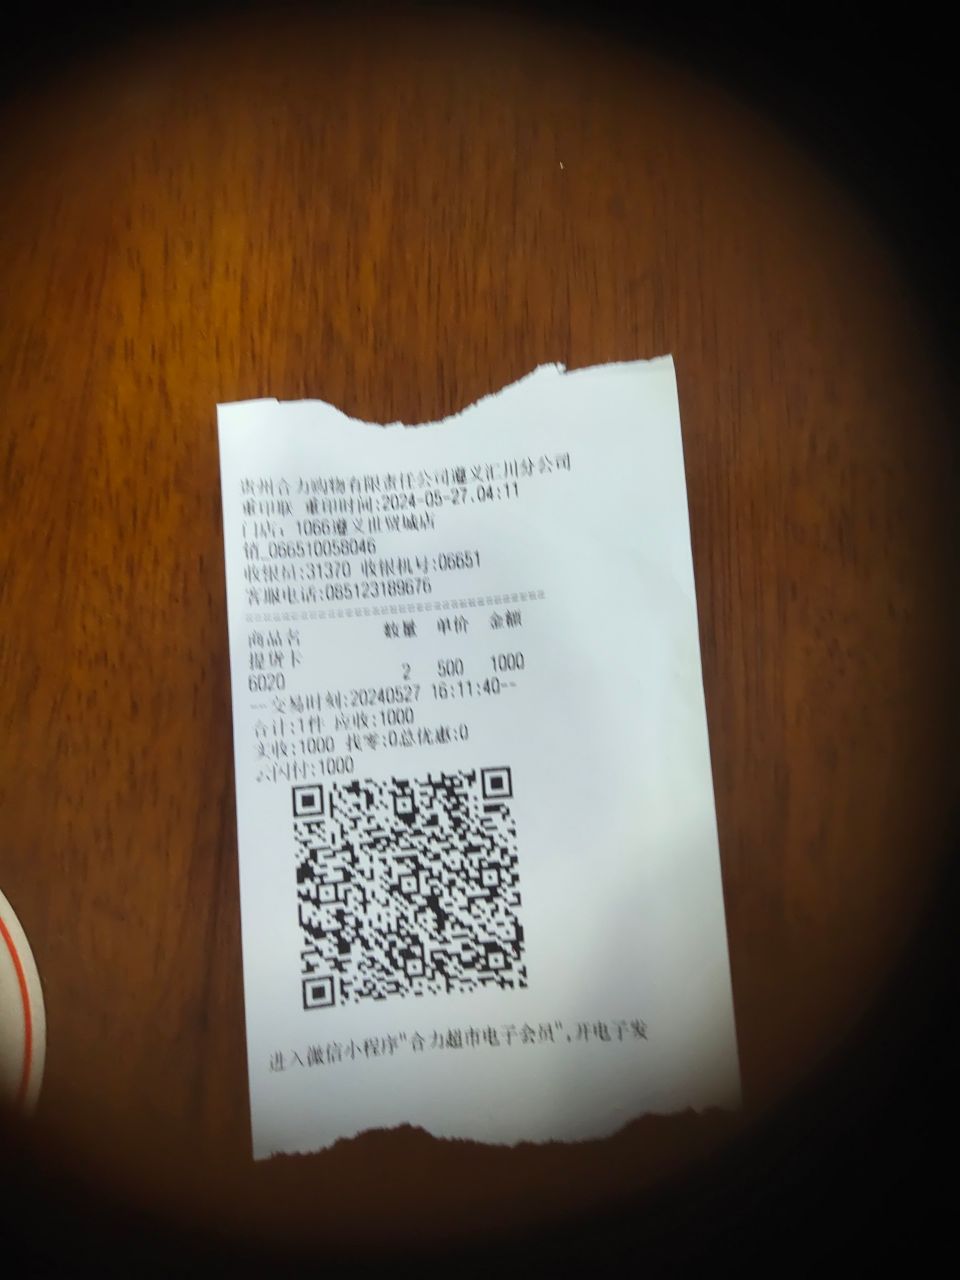 贵州合力购物有限责任公司遵义汇川分公司
重印联 重印时间:2024-05-27.04:11
门店: 1066遵义世贸城店
销_066510058046
收银员:31370 收银机号:06651
客服电话:085123189676
商品名 数量 单价 金额
提货卡
6020 2 500 1000
--交易时刻:20240527 16:11:40--
合计:1件 应收:1000
实收:1000 找零:0总优惠:0
云闪付:1000
进入微信小程序"合力超市电子会员",开电子发